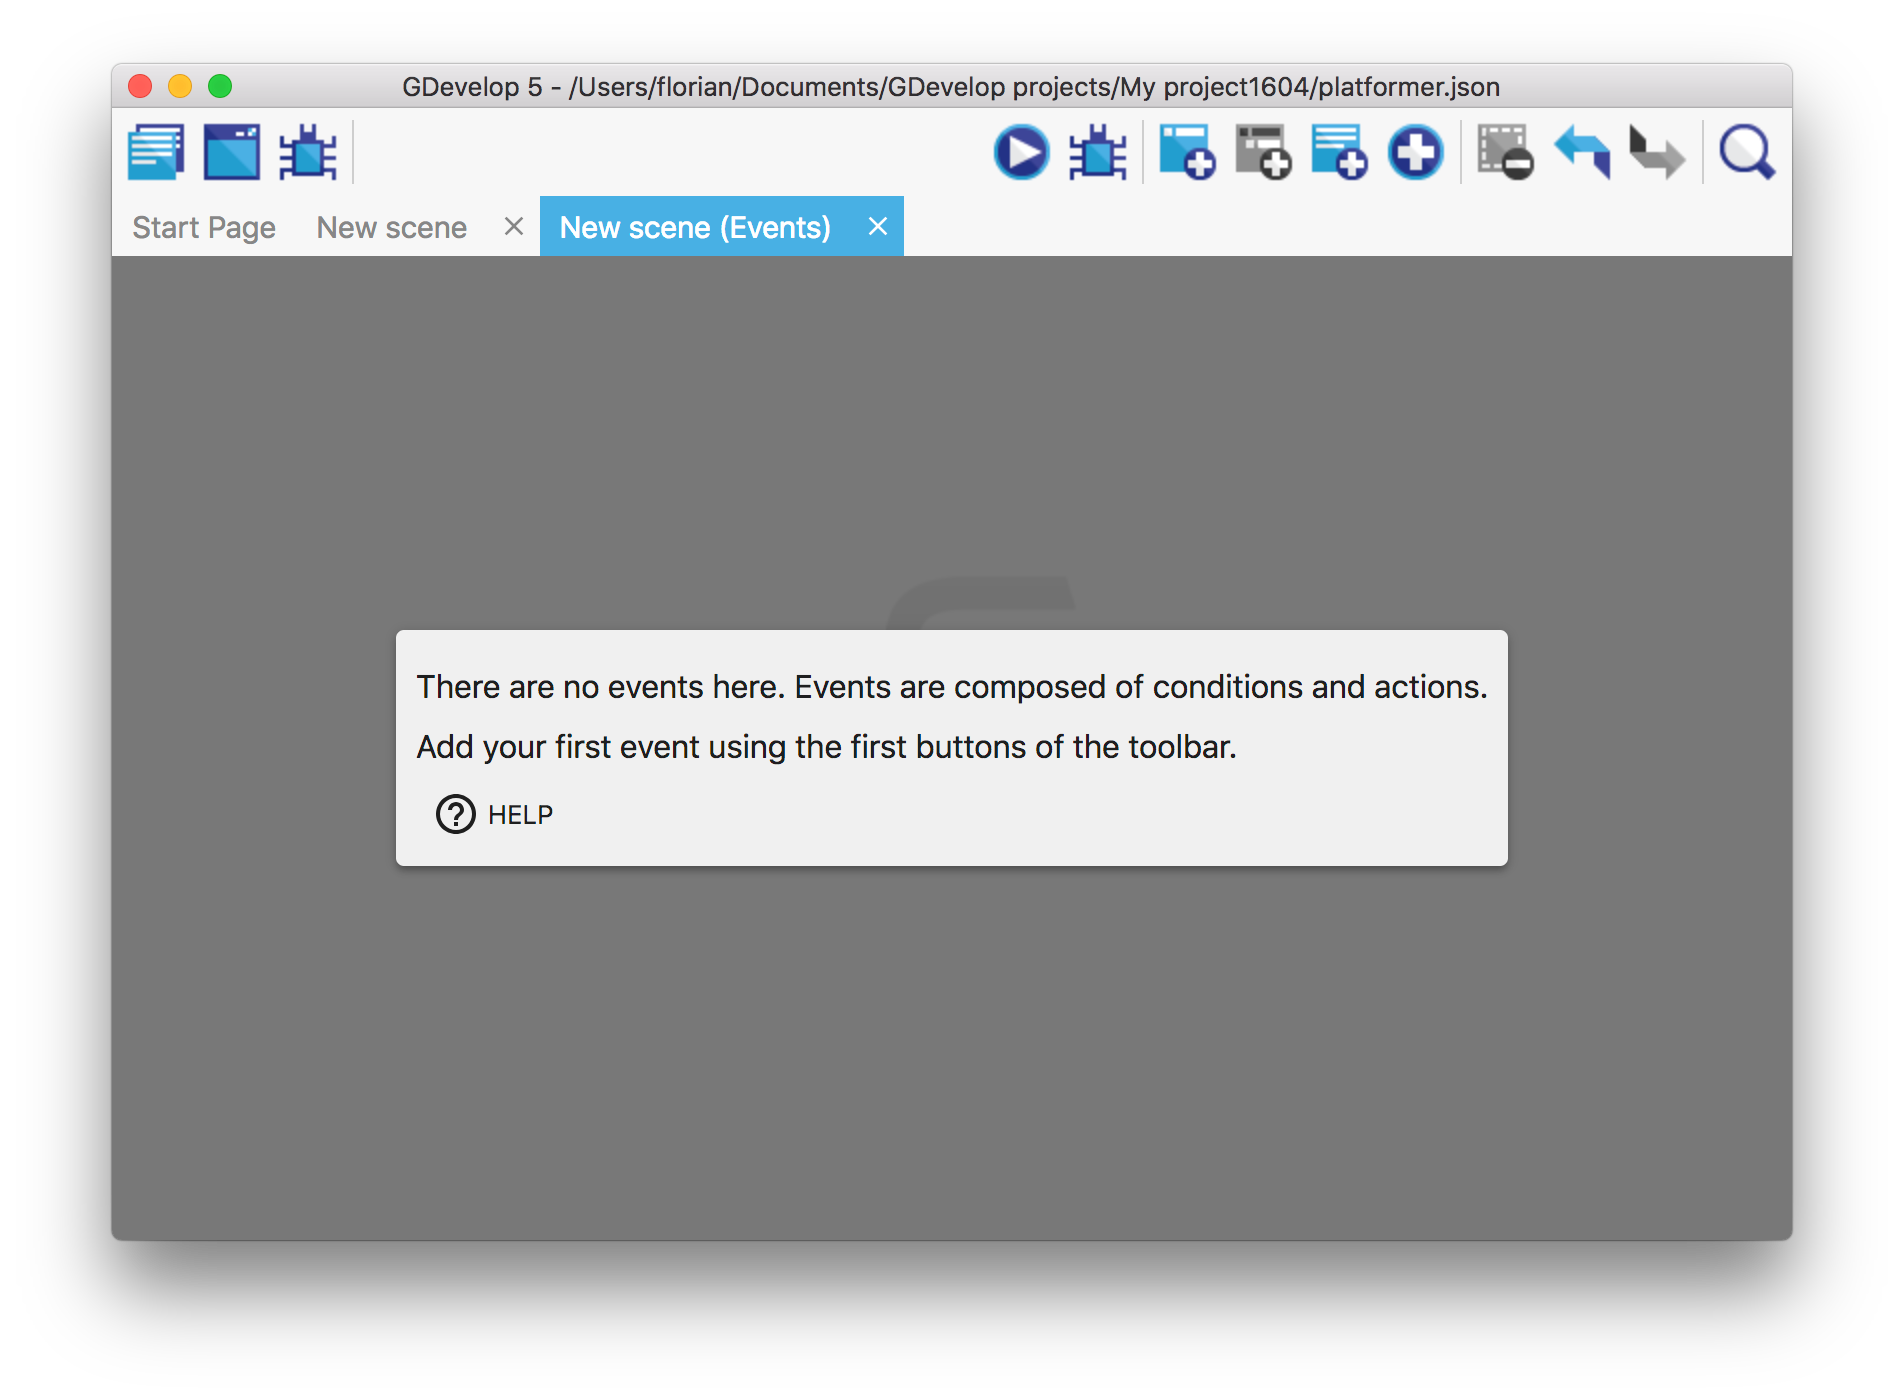 GDevelop 5 - /Users/florian/Documents/GDevelop projects/My project1604/platformer.json
Start Page New scene New scene (Events)
There are no events here. Events are composed of conditions and actions.
Add your first event using the first buttons of the toolbar.
HELP